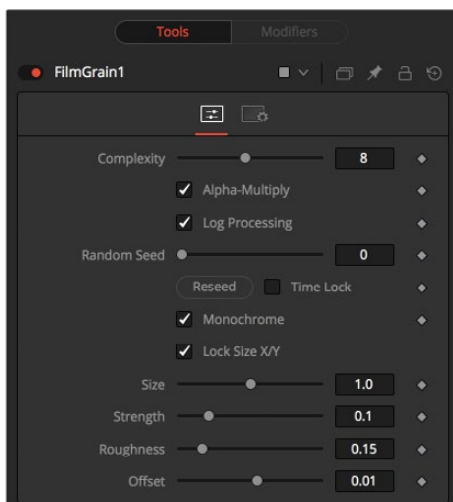 Tools Modifiers
FilmGrain1
Complexity 8
Alpha-Multiply
Log Processing
Random Seed 0
Reseed Time Lock
Monochrome
Lock Size X/Y
Size 1.0
Strength 0.1
Roughness 0.15
Offset 0.01